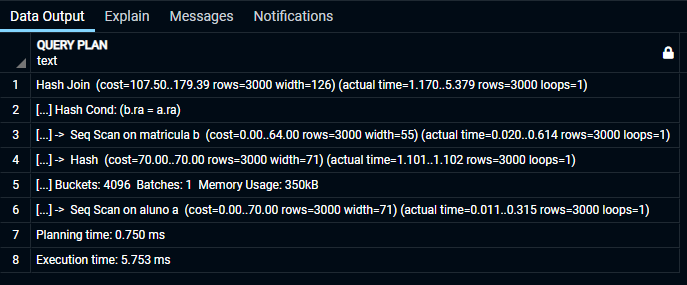 Data Output Explain Messages Notifications
QUERY PLAN
text
1 Hash Join (cost=107.50..179.39 rows=3000 width=126) (actual time=1.170..5.379 rows=3000 loops=1)
2 [...] Hash Cond: (b.ra = a.ra)
3 [...] -> Seq Scan on matricula b (cost=0.00..64.00 rows=3000 width=55) (actual time=0.020..0.614 rows=3000 loops=1)
4 [...] -> Hash (cost=70.00..70.00 rows=3000 width=71) (actual time=1.101..1.102 rows=3000 loops=1)
5 [...] Buckets: 4096 Batches: 1 Memory Usage: 350kB
6 [...] -> Seq Scan on aluno a (cost=0.00..70.00 rows=3000 width=71) (actual time=0.011..0.315 rows=3000 loops=1)
7 Planning time: 0.750 ms
8 Execution time: 5.753 ms